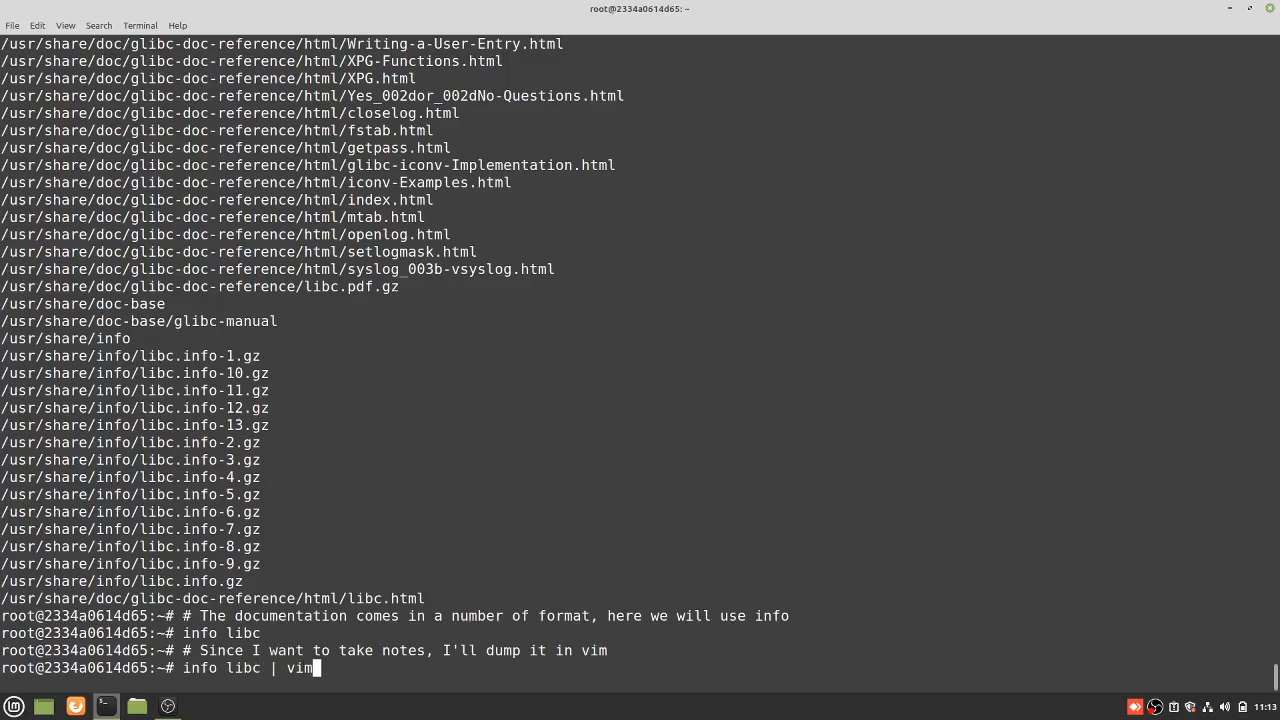 root@2334a0614d65: ~
File Edit View Search Terminal Help
/usr/share/doc/glibc-doc-reference/html/Writing-a-User-Entry.html
/usr/share/doc/glibc-doc-reference/html/XPG-Functions.html
/usr/share/doc/glibc-doc-reference/html/XPG.html
/usr/share/doc/glibc-doc-reference/html/Yes_002dor_002dNo-Questions.html
/usr/share/doc/glibc-doc-reference/html/closelog.html
/usr/share/doc/glibc-doc-reference/html/fstab.html
/usr/share/doc/glibc-doc-reference/html/getpass.html
/usr/share/doc/glibc-doc-reference/html/glibc-iconv-Implementation.html
/usr/share/doc/glibc-doc-reference/html/iconv-Examples.html
/usr/share/doc/glibc-doc-reference/html/index.html
/usr/share/doc/glibc-doc-reference/html/mtab.html
/usr/share/doc/glibc-doc-reference/html/openlog.html
/usr/share/doc/glibc-doc-reference/html/setlogmask.html
/usr/share/doc/glibc-doc-reference/html/syslog_003b-vsyslog.html
/usr/share/doc/glibc-doc-reference/libc.pdf.gz
/usr/share/doc-base
/usr/share/doc-base/glibc-manual
/usr/share/info
/usr/share/info/libc.info-1.gz
/usr/share/info/libc.info-10.gz
/usr/share/info/libc.info-11.gz
/usr/share/info/libc.info-12.gz
/usr/share/info/libc.info-13.gz
/usr/share/info/libc.info-2.gz
/usr/share/info/libc.info-3.gz
/usr/share/info/libc.info-4.gz
/usr/share/info/libc.info-5.gz
/usr/share/info/libc.info-6.gz
/usr/share/info/libc.info-7.gz
/usr/share/info/libc.info-8.gz
/usr/share/info/libc.info-9.gz
/usr/share/info/libc.info.gz
/usr/share/doc/glibc-doc-reference/html/libc.html
root@2334a0614d65:~# # The documentation comes in a number of format, here we will use info
root@2334a0614d65:~# info libc
root@2334a0614d65:~# # Since I want to take notes, I'll dump it in vim
root@2334a0614d65:~# info libc | vim
11:13